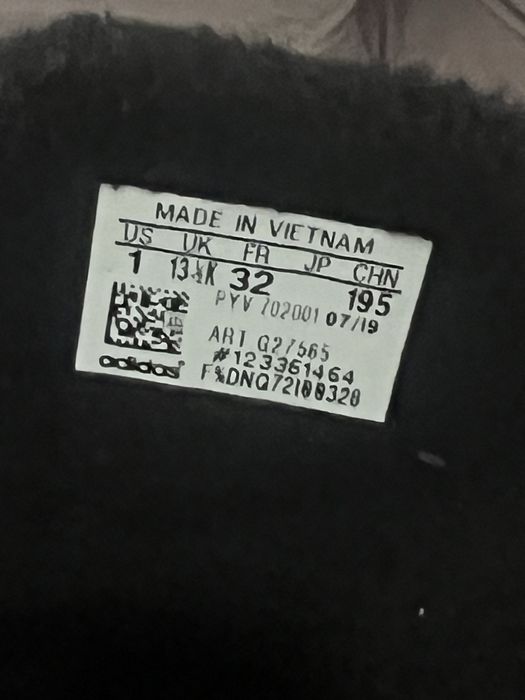 MADE IN VIETNAM
US UK FR JP CHN
1 13½K 32 195
PYV 702001 07/19
ART G27565
#123361464
adidas